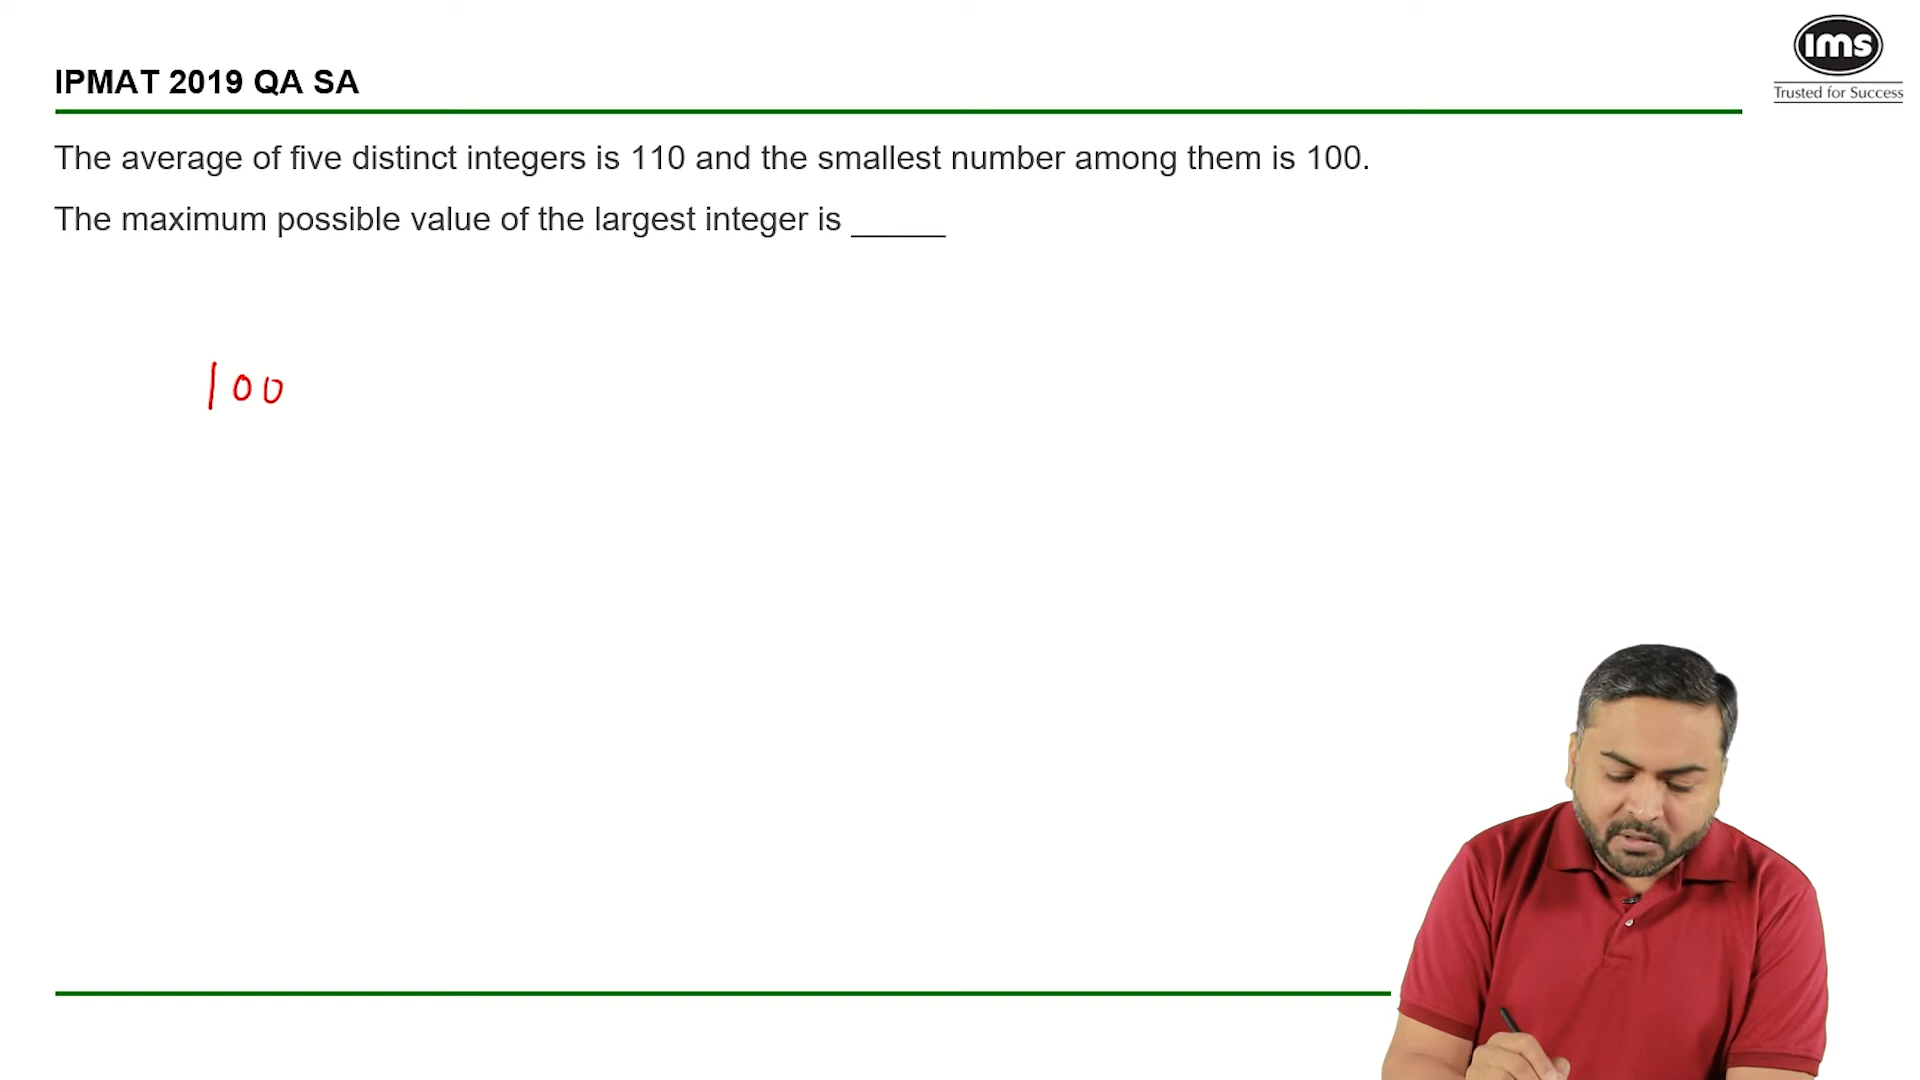 ims
Trusted for Success
IPMAT 2019 QA SA
The average of five distinct integers is 110 and the smallest number among them is 100.
The maximum possible value of the largest integer is _____
100